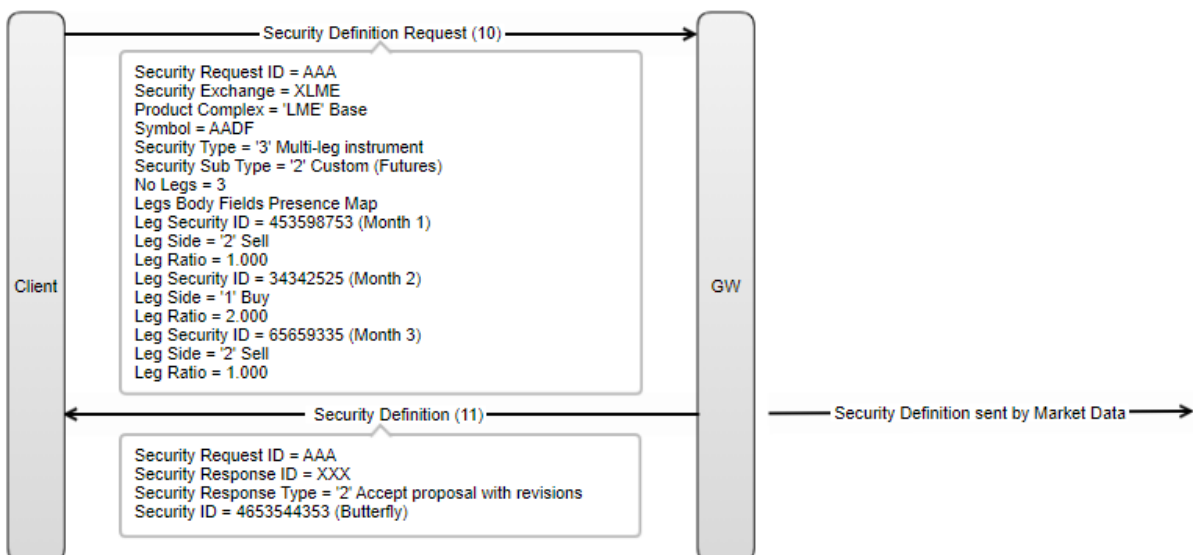 Security Definition Request (10)
Security Request ID = AAA
Security Exchange = XLME
Product Complex = 'LME' Base
Symbol = AADF
Security Type = '3' Multi-leg instrument
Security Sub Type = '2' Custom (Futures)
No Legs = 3
Legs Body Fields Presence Map
Leg Security ID = 453598753 (Month 1)
Leg Side = '2' Sell
Leg Ratio = 1.000
Leg Security ID = 34342525 (Month 2)
Leg Side = '1' Buy
Leg Ratio = 2.000
Leg Security ID = 65659335 (Month 3)
Leg Side = '2' Sell
Leg Ratio = 1.000
Client
GW
Security Definition (11)
Security Definition sent by Market Data
Security Request ID = AAA
Security Response ID = XXX
Security Response Type = '2' Accept proposal with revisions
Security ID = 4653544353 (Butterfly)